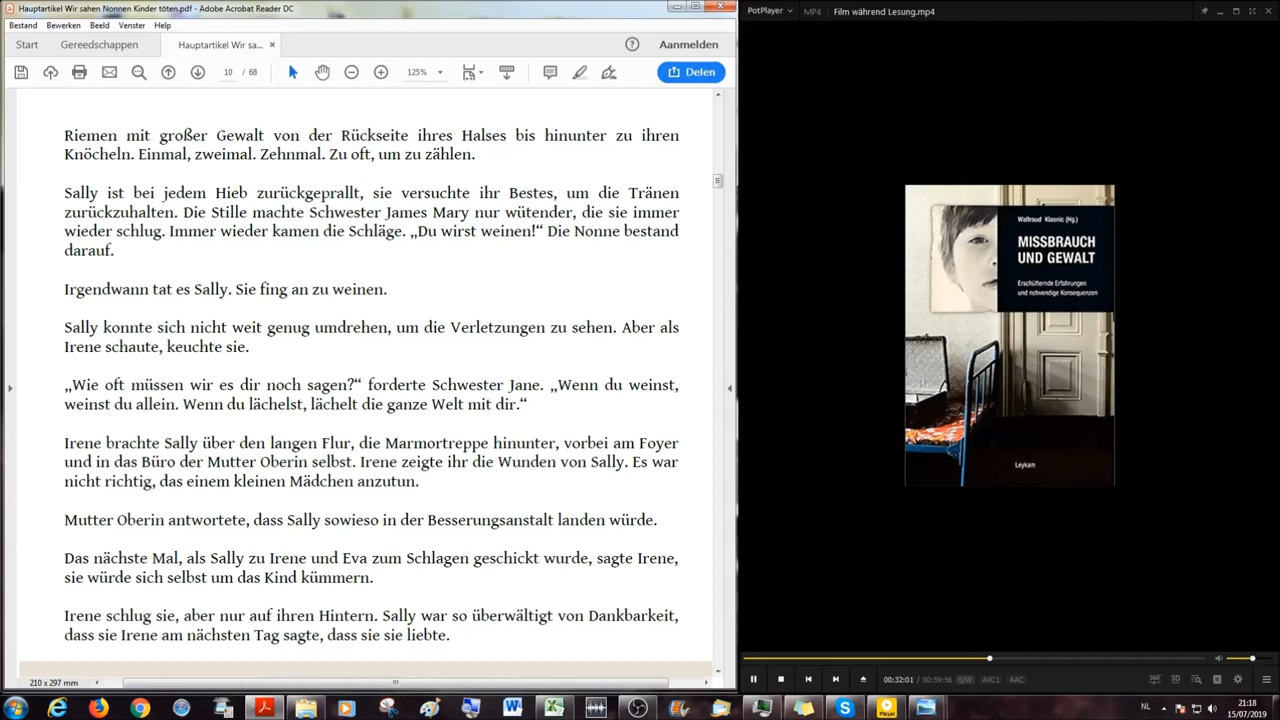 Hauptartikel Wir sahen Nonnen Kinder töten.pdf - Adobe Acrobat Reader DC
Bestand Bewerken Beeld Venster Help
Start Gereedschappen Hauptartikel Wir sa... × ? Aanmelden
10 / 68 125% Delen
Riemen mit großer Gewalt von der Rückseite ihres Halses bis hinunter zu ihren
Knöcheln. Einmal, zweimal. Zehnmal. Zu oft, um zu zählen.
Sally ist bei jedem Hieb zurückgeprallt, sie versuchte ihr Bestes, um die Tränen
zurückzuhalten. Die Stille machte Schwester James Mary nur wütender, die sie immer
wieder schlug. Immer wieder kamen die Schläge. „Du wirst weinen!“ Die Nonne bestand
darauf.
Irgendwann tat es Sally. Sie fing an zu weinen.
Sally konnte sich nicht weit genug umdrehen, um die Verletzungen zu sehen. Aber als
Irene schaute, keuchte sie.
„Wie oft müssen wir es dir noch sagen?“ forderte Schwester Jane. „Wenn du weinst,
weinst du allein. Wenn du lächelst, lächelt die ganze Welt mit dir.“
Irene brachte Sally über den langen Flur, die Marmortreppe hinunter, vorbei am Foyer
und in das Büro der Mutter Oberin selbst. Irene zeigte ihr die Wunden von Sally. Es war
nicht richtig, das einem kleinen Mädchen anzutun.
Mutter Oberin antwortete, dass Sally sowieso in der Besserungsanstalt landen würde.
Das nächste Mal, als Sally zu Irene und Eva zum Schlagen geschickt wurde, sagte Irene,
sie würde sich selbst um das Kind kümmern.
Irene schlug sie, aber nur auf ihren Hintern. Sally war so überwältigt von Dankbarkeit,
dass sie Irene am nächsten Tag sagte, dass sie sie liebte.
210 x 297 mm
PotPlayer MP4 Film während Lesung.mp4
Waltraud Klasnic (Hg.)
MISSBRAUCH
UND GEWALT
Erschütternde Erfahrungen
und notwendige Konsequenzen
Leykam
00:32:01 / 00:59:56 S/W AVC1 AAC
360° 3D
NL 21:18
15/07/2019